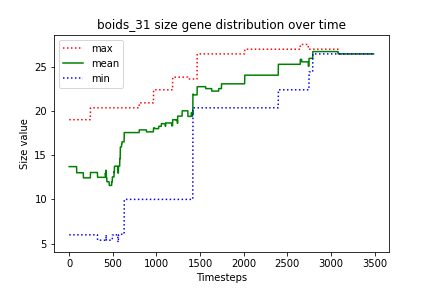 boids_31 size gene distribution over time
max
mean
min
Size value
25
20
15
10
5
0 500 1000 1500 2000 2500 3000 3500
Timesteps